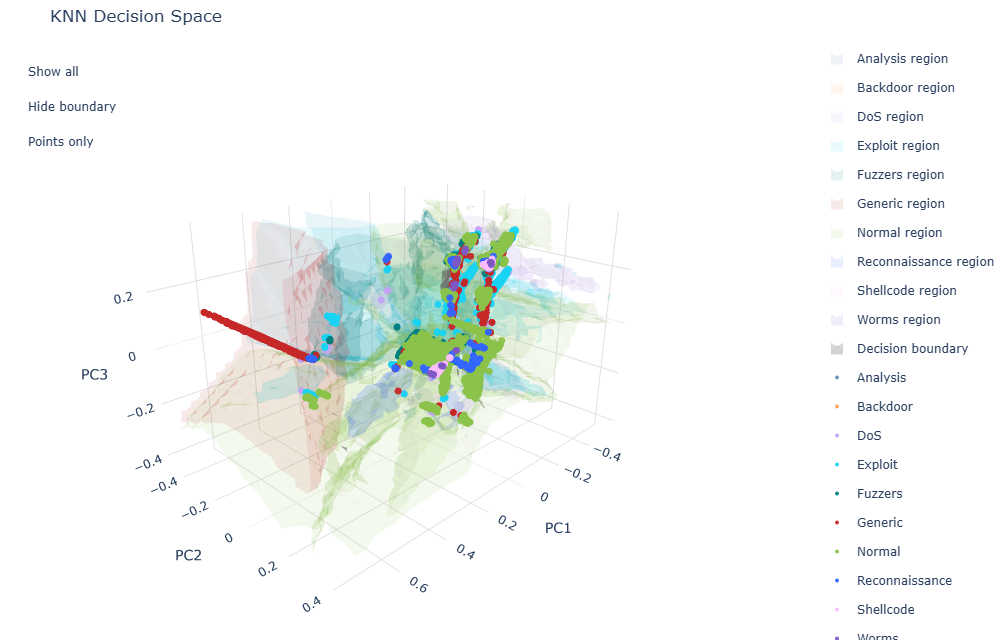 KNN Decision Space
Show all
Hide boundary
Points only
Analysis region
Backdoor region
DoS region
Exploit region
Fuzzers region
Generic region
Normal region
Reconnaissance region
Shellcode region
Worms region
Decision boundary
Analysis
Backdoor
DoS
Exploit
Fuzzers
Generic
Normal
Reconnaissance
Shellcode
Worms
0.2
0
−0.2
−0.4
PC3
−0.4
−0.2
0
0.2
0.4
PC2
−0.4
−0.2
0
0.2
0.4
0.6
PC1